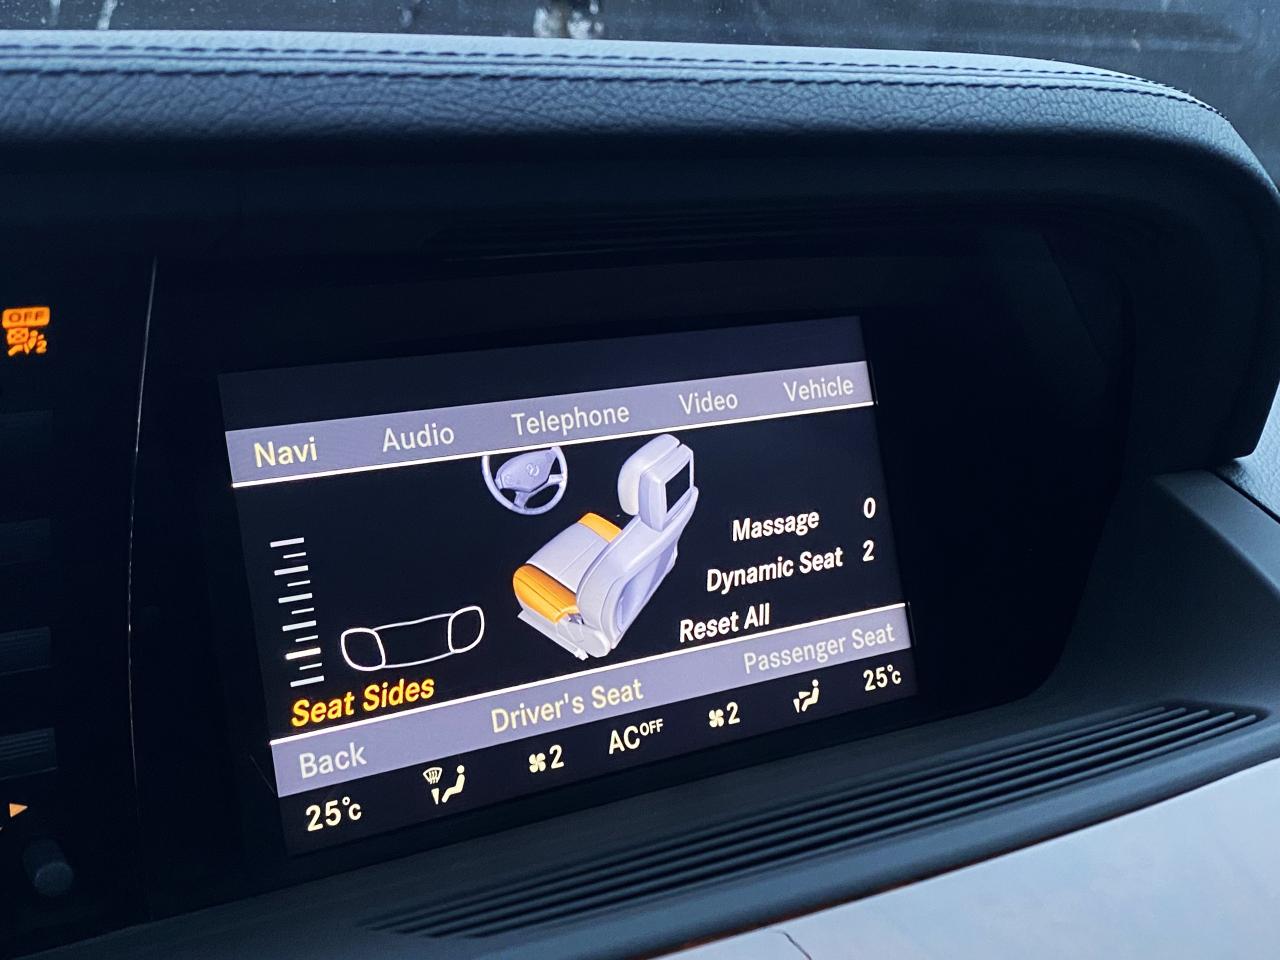 OFF
2
Navi Audio Telephone Video Vehicle
Massage 0
Dynamic Seat 2
Reset All
Seat Sides
Back Driver's Seat Passenger Seat
25°C 2 AC OFF 2 25°C